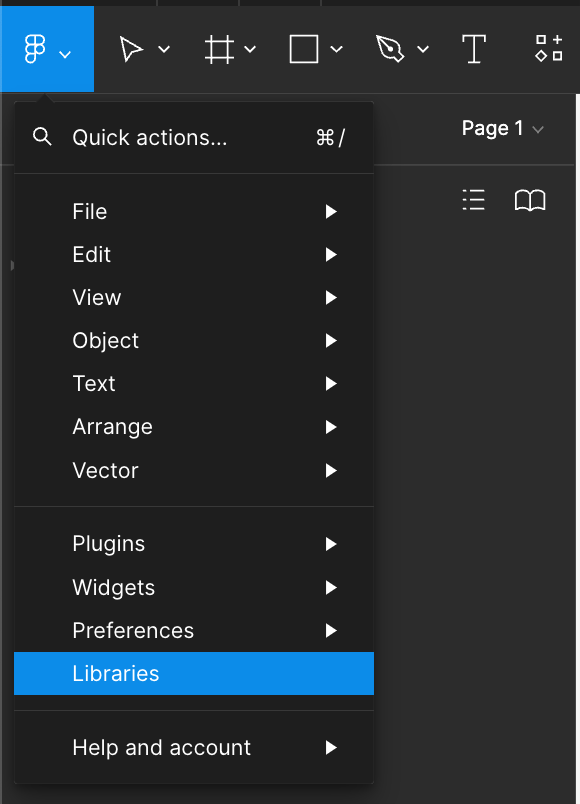 Page 1
Quick actions... ⌘/
File
Edit
View
Object
Text
Arrange
Vector
Plugins
Widgets
Preferences
Libraries
Help and account